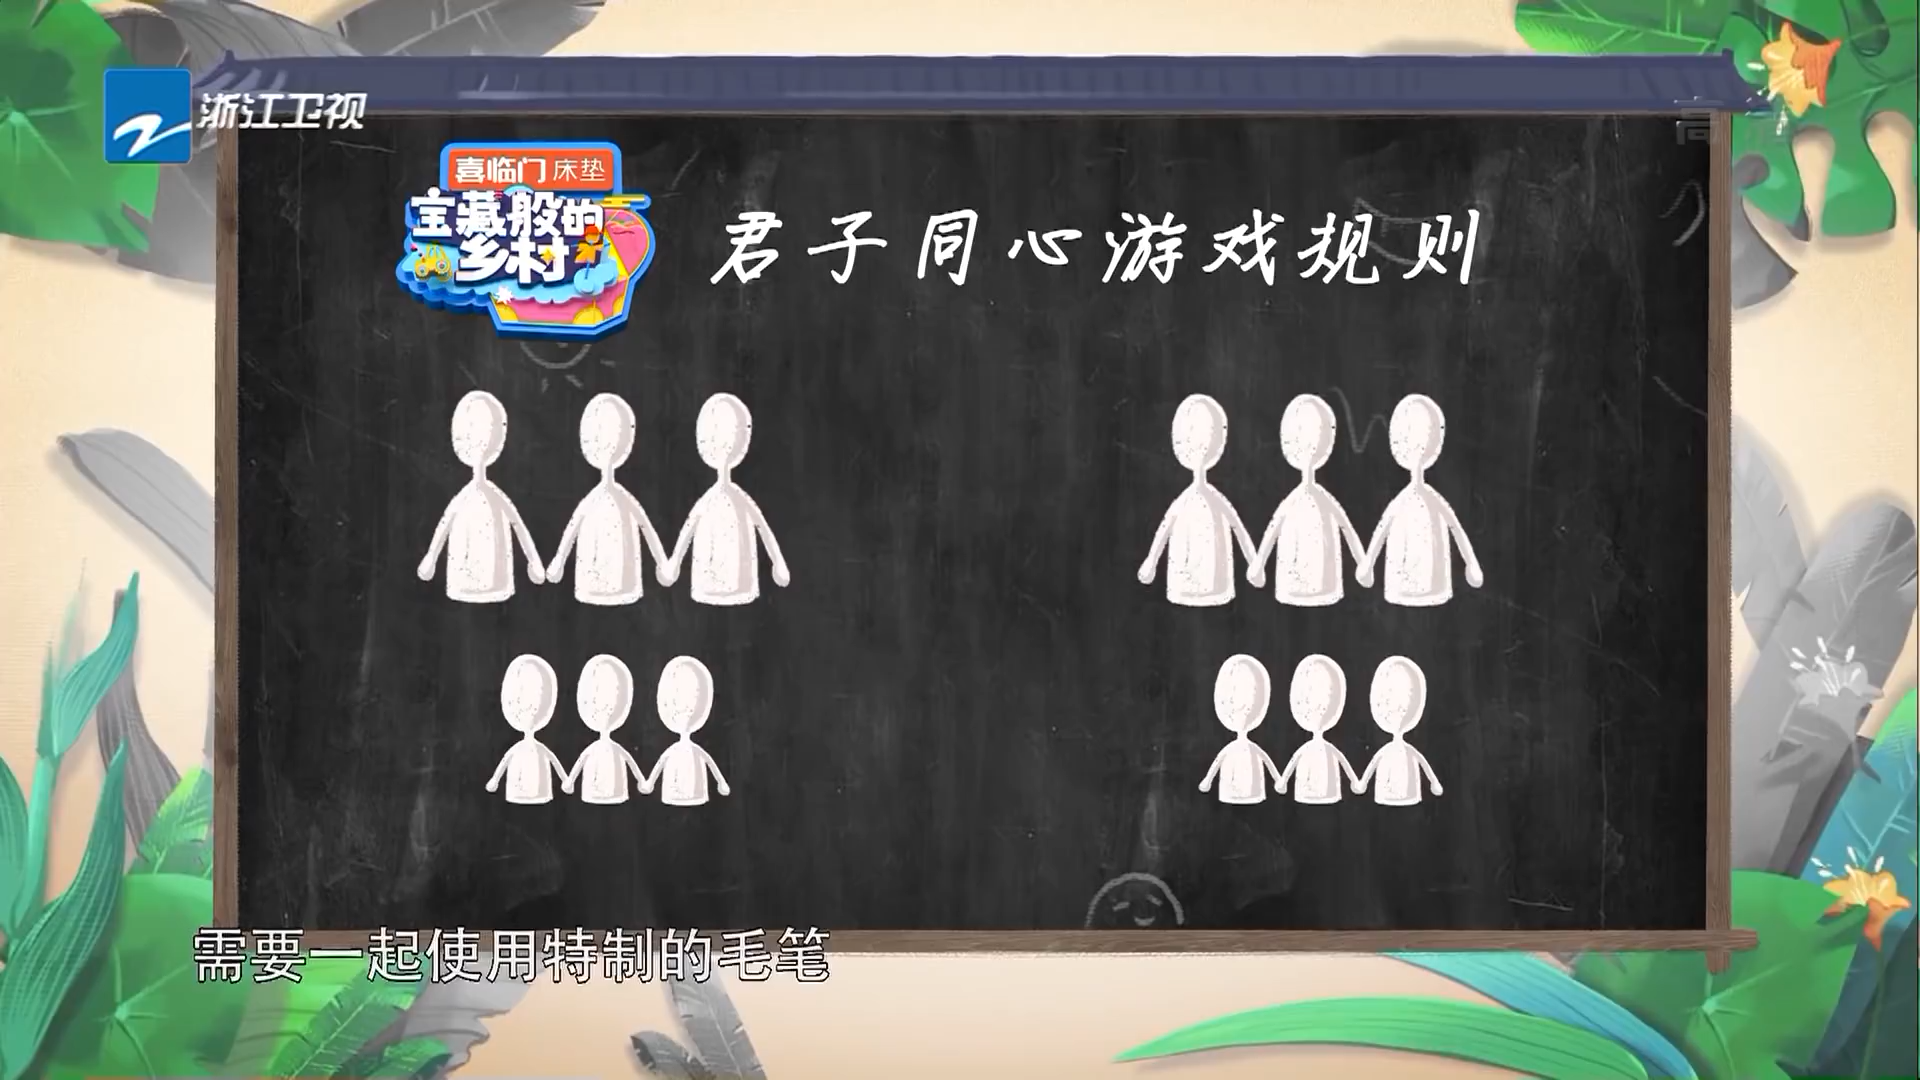 浙江卫视
高
喜临门床垫
宝藏般的
乡村
君子同心游戏规则
需要一起使用特制的毛笔